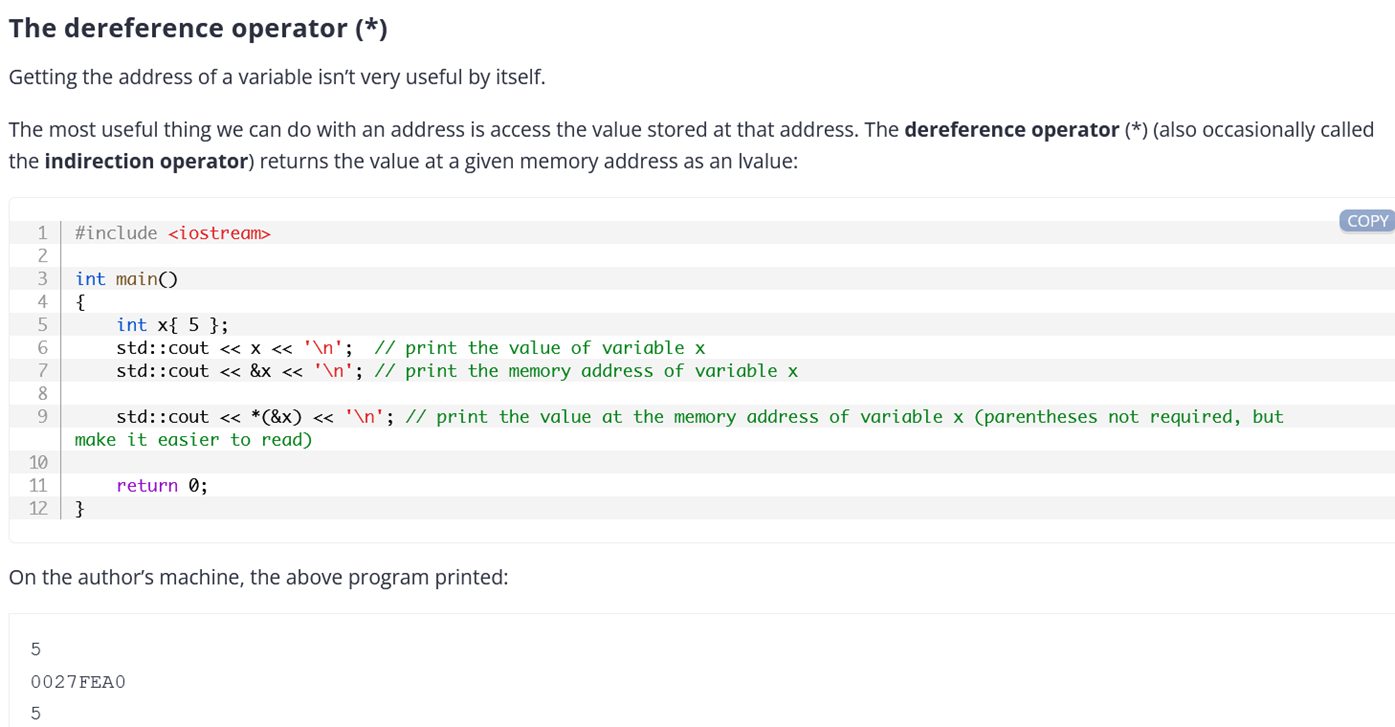 The dereference operator (*)
Getting the address of a variable isn’t very useful by itself.
The most useful thing we can do with an address is access the value stored at that address. The dereference operator (*) (also occasionally called
the indirection operator) returns the value at a given memory address as an lvalue:
COPY
1 #include <iostream>
2
3 int main()
4 {
5     int x{ 5 };
6     std::cout << x << '\n';  // print the value of variable x
7     std::cout << &x << '\n'; // print the memory address of variable x
8
9     std::cout << *(&x) << '\n'; // print the value at the memory address of variable x (parentheses not required, but
make it easier to read)
10
11     return 0;
12 }
On the author’s machine, the above program printed:
5
0027FEA0
5